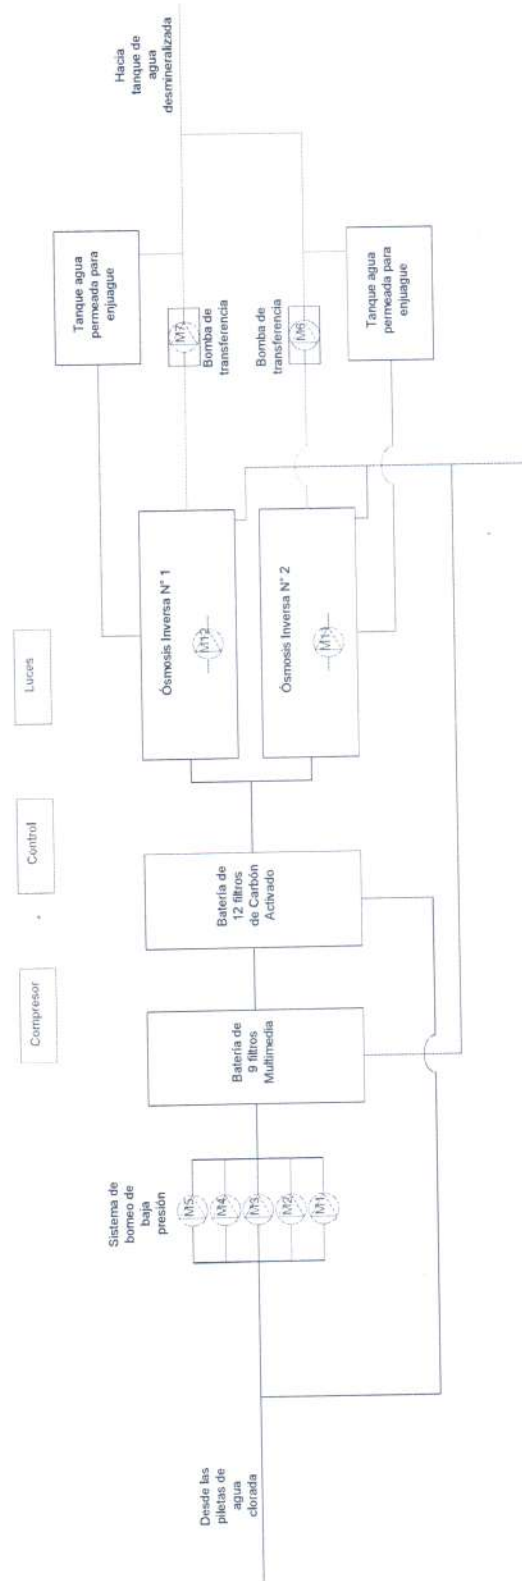 Desde las
piletas de
agua
clorada
Sistema de
bomeo de
baja
presión
M5
M4
M3
M2
M1
Compresor
Control
Luces
Batería de
9 filtros
Multimedia
Batería de
12 filtros
de Carbón
Activado
Ósmosis Inversa N° 1
M12
Ósmosis Inversa N° 2
M11
Tanque agua
permeada para
enjuague
M7
Bomba de
transferencia
Bomba de
transferencia
M6
Tanque agua
permeada para
enjuague
Hacia
tanque de
agua
desmineralizada